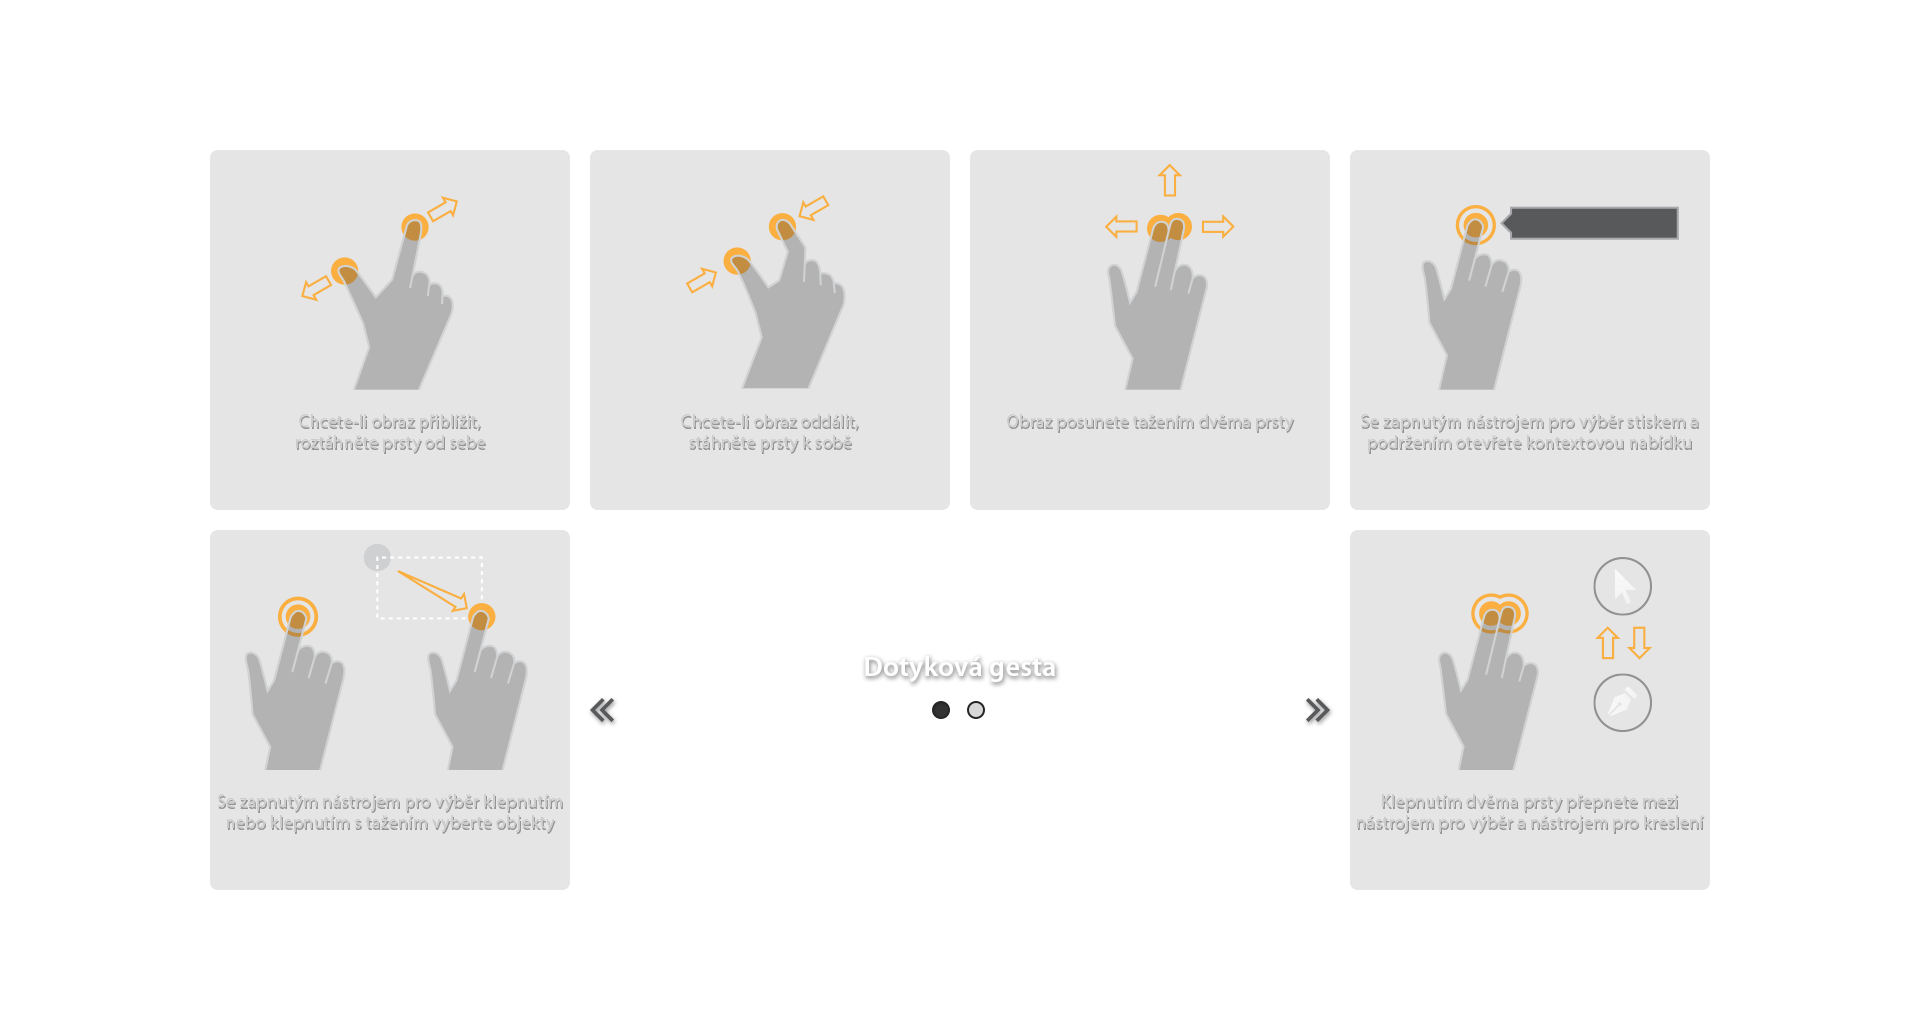 Chcete-li obraz přiblížit,
roztáhněte prsty od sebe
Chcete-li obraz oddálit,
stáhněte prsty k sobě
Obraz posunete tažením dvěma prsty
Se zapnutým nástrojem pro výběr stiskem a
podržením otevřete kontextovou nabídku
Dotyková gesta
Se zapnutým nástrojem pro výběr klepnutím
nebo klepnutím s tažením vyberte objekty
Klepnutím dvěma prsty přepnete mezi
nástrojem pro výběr a nástrojem pro kreslení